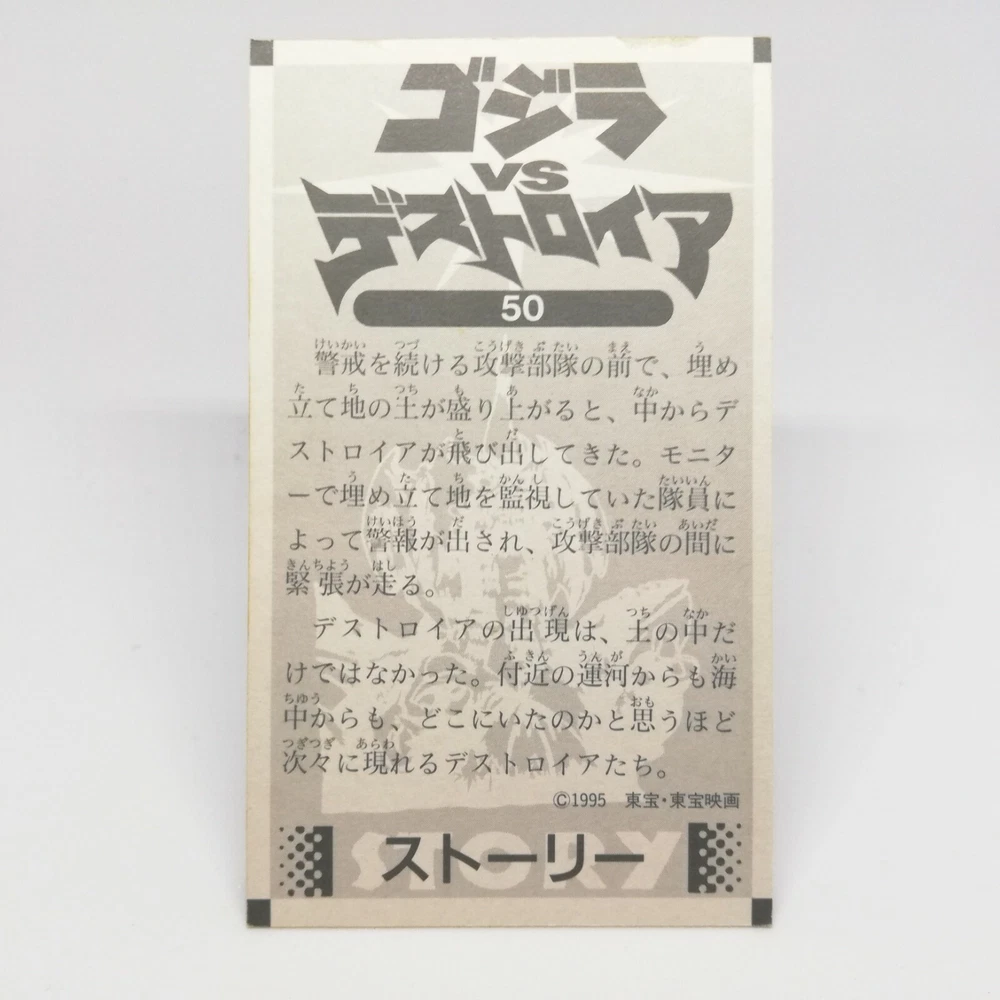 ゴジラ
VS
デストロイア
50
警戒を続ける攻撃部隊の前で、埋め
立て地の土が盛り上がると、中からデ
ストロイアが飛び出してきた。モニタ
ーで埋め立て地を監視していた隊員に
よって警報が出され、攻撃部隊の間に
緊張が走る。
デストロイアの出現は、土の中だ
けではなかった。付近の運河からも海
中からも、どこにいたのかと思うほど
次々に現れるデストロイアたち。
©1995 東宝・東宝映画
STORY
ストーリー